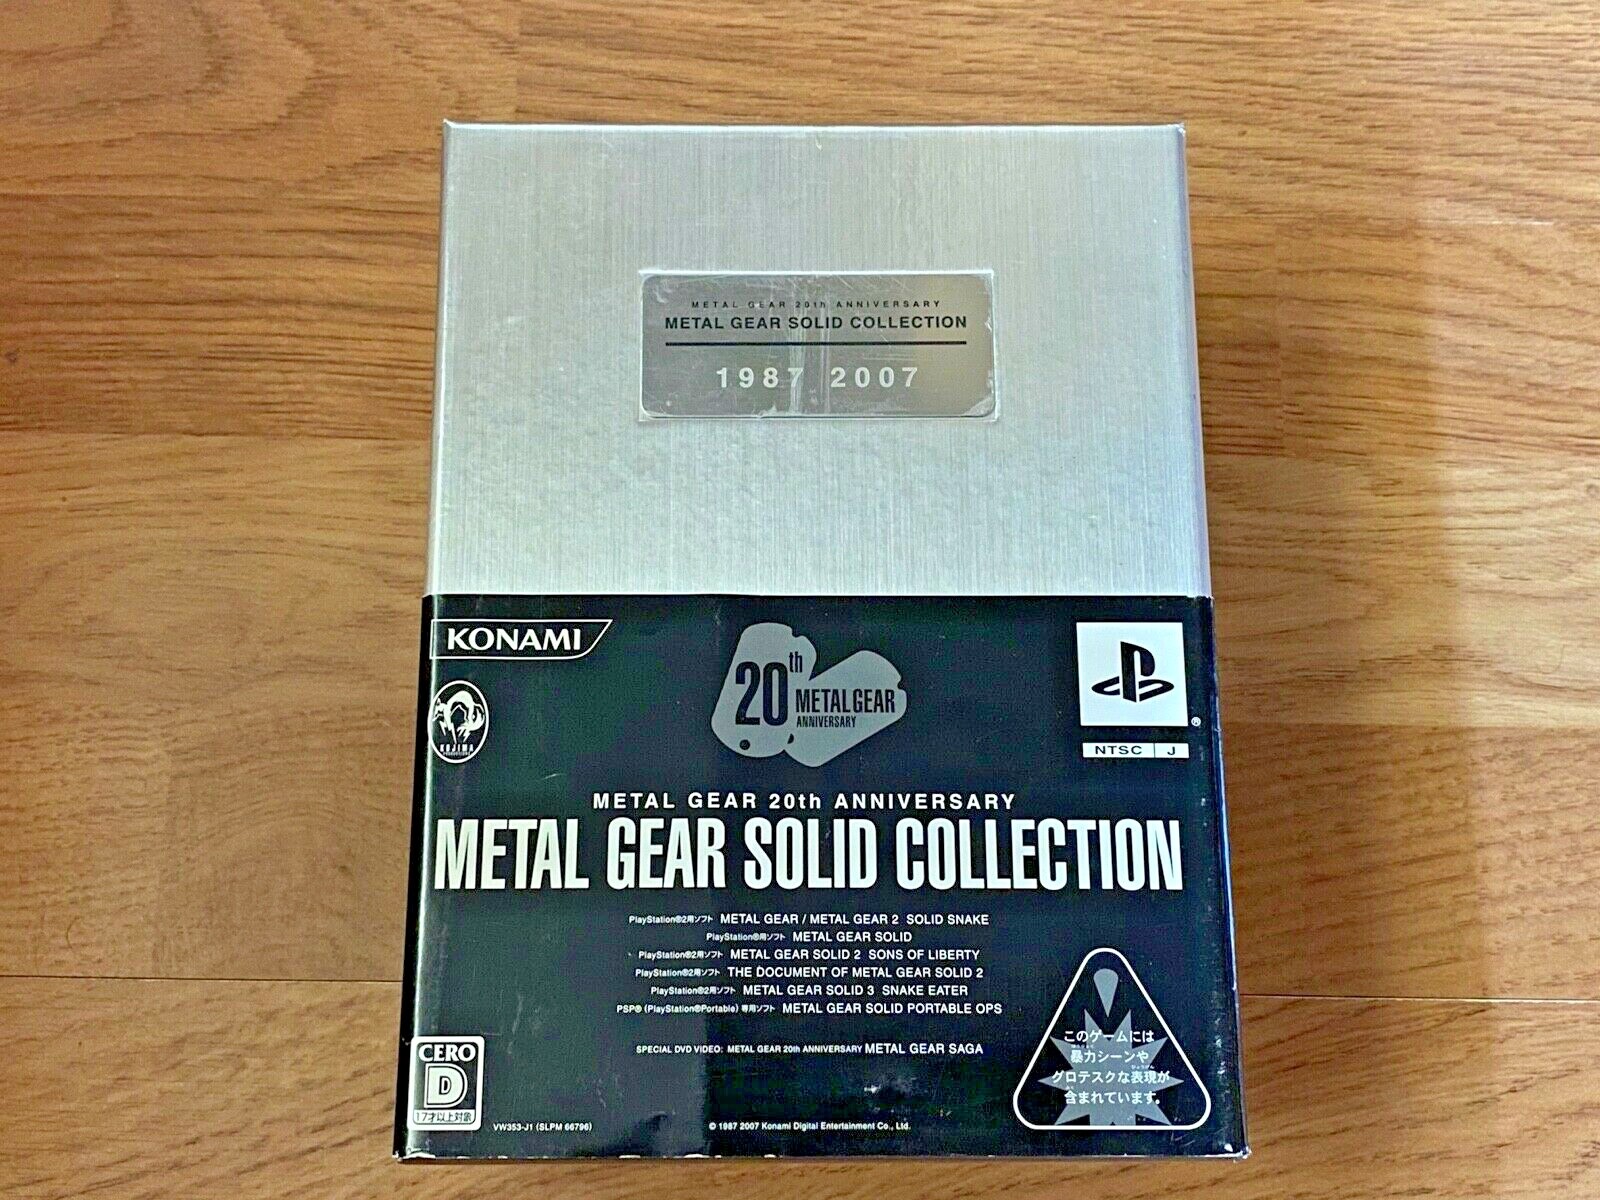 METAL GEAR 20th ANNIVERSARY
METAL GEAR SOLID COLLECTION
1987 2007
KONAMI
KOJIMA
PRODUCTIONS
20th METAL GEAR
ANNIVERSARY
®
NTSC J
METAL GEAR 20th ANNIVERSARY
METAL GEAR SOLID COLLECTION
PlayStation®2用ソフト METAL GEAR / METAL GEAR 2 SOLID SNAKE
PlayStation®用ソフト METAL GEAR SOLID
PlayStation®2用ソフト METAL GEAR SOLID 2 SONS OF LIBERTY
PlayStation®2用ソフト THE DOCUMENT OF METAL GEAR SOLID 2
PlayStation®2用ソフト METAL GEAR SOLID 3 SNAKE EATER
PSP®(PlayStation®Portable)専用ソフト METAL GEAR SOLID PORTABLE OPS
SPECIAL DVD VIDEO: METAL GEAR 20th ANNIVERSARY METAL GEAR SAGA
このゲームには
暴力シーンや
グロテスクな表現が
含まれています。
CERO
D
17才以上対象
VW353-J1 (SLPM 66796)
© 1987 2007 Konami Digital Entertainment Co., Ltd.